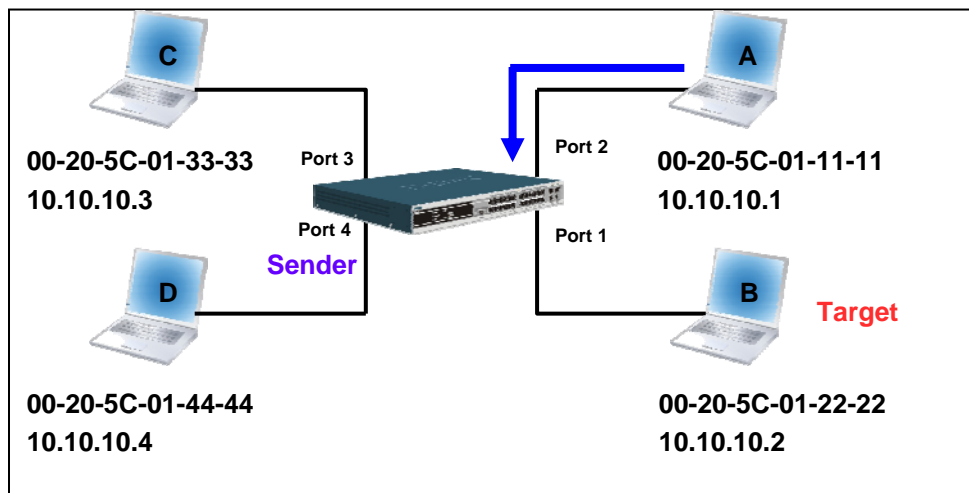 C
A
00-20-5C-01-33-33
10.10.10.3
Port 3
Port 2
00-20-5C-01-11-11
10.10.10.1
Port 4
Port 1
Sender
D
B
Target
00-20-5C-01-44-44
10.10.10.4
00-20-5C-01-22-22
10.10.10.2